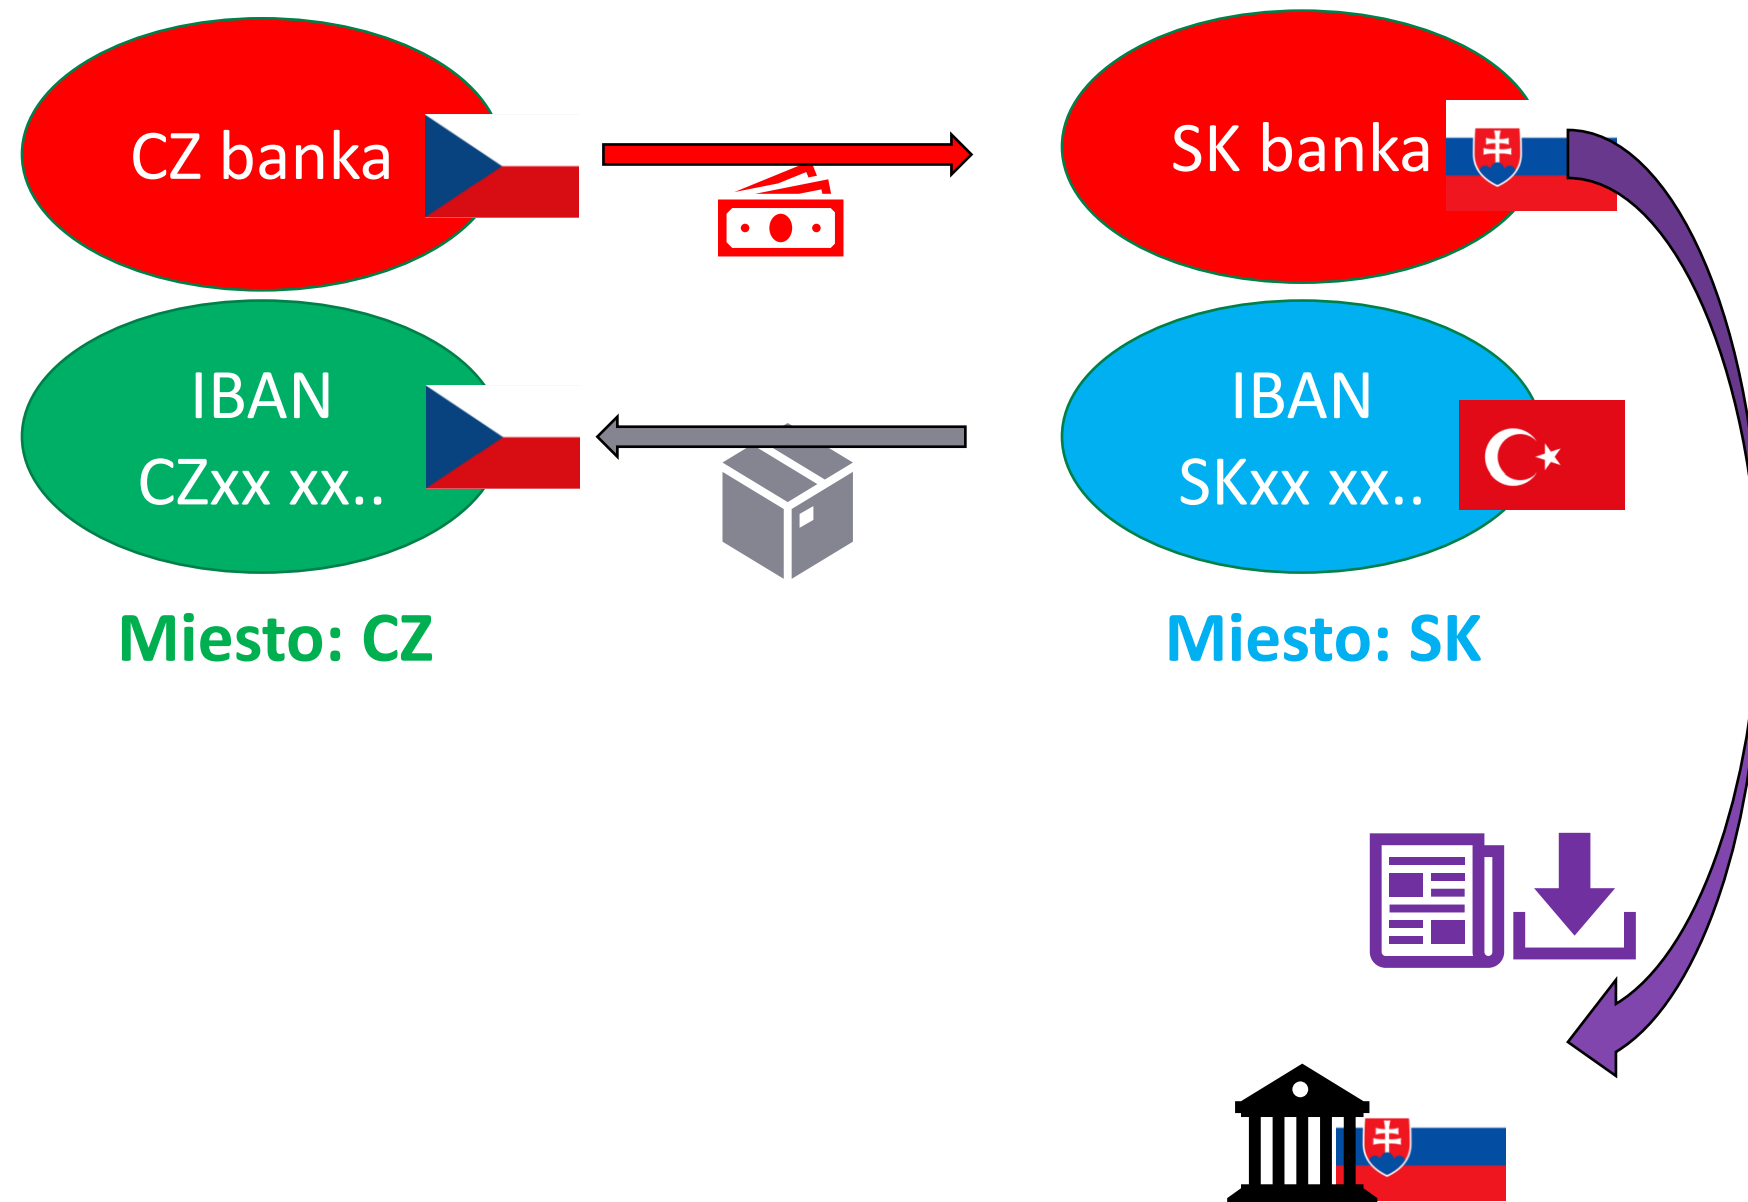 CZ banka
SK banka
IBAN
CZxx xx..
IBAN
SKxx xx..
Miesto: CZ
Miesto: SK